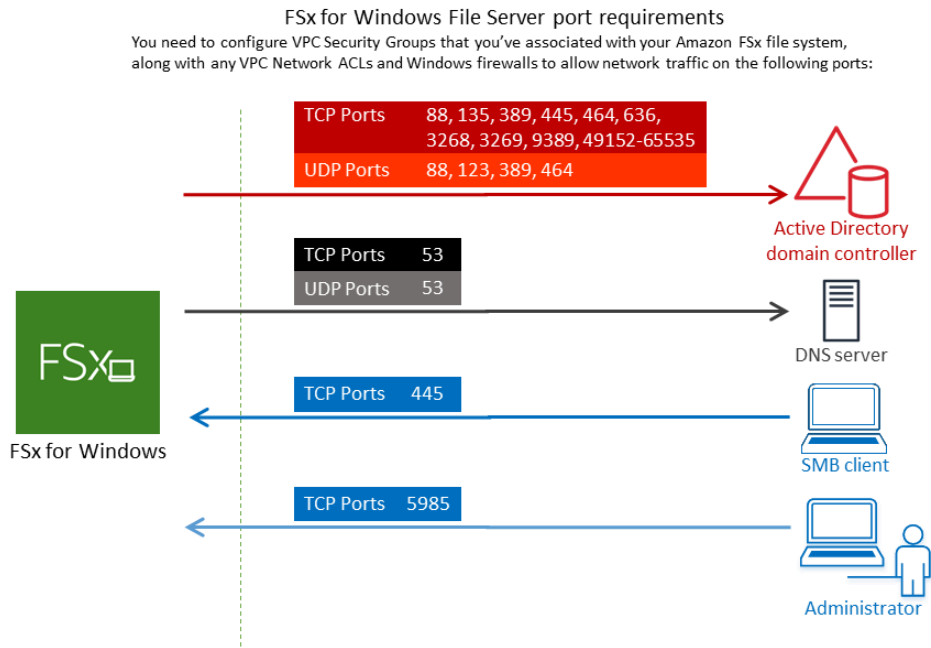 FSx for Windows File Server port requirements
You need to configure VPC Security Groups that you've associated with your Amazon FSx file system,
along with any VPC Network ACLs and Windows firewalls to allow network traffic on the following ports:
TCP Ports 88, 135, 389, 445, 464, 636,
3268, 3269, 9389, 49152-65535
UDP Ports 88, 123, 389, 464
Active Directory
domain controller
TCP Ports 53
UDP Ports 53
DNS server
FSx
FSx for Windows
TCP Ports 445
SMB client
TCP Ports 5985
Administrator